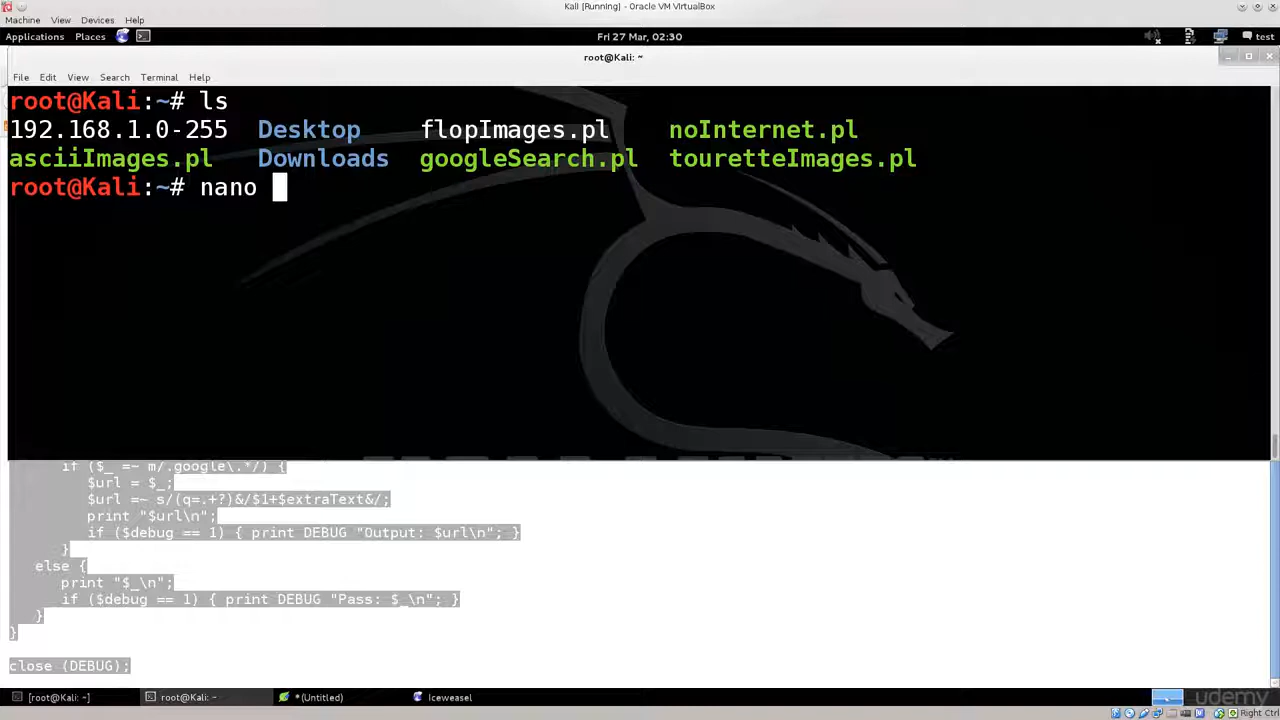 Kali [Running] - Oracle VM VirtualBox
Machine View Devices Help
Applications Places Fri 27 Mar, 02:30 test
root@Kali: ~
File Edit View Search Terminal Help
root@Kali:~# ls
192.168.1.0-255 Desktop flopImages.pl noInternet.pl
asciiImages.pl Downloads googleSearch.pl touretteImages.pl
root@Kali:~# nano
if ($_ =~ m/.google\.*/) {
$url = $_;
$url =~ s/(q=.+?)&/$1+$extraText&/;
print "$url\n";
if ($debug == 1) { print DEBUG "Output: $url\n"; }
}
else {
print "$_\n";
if ($debug == 1) { print DEBUG "Pass: $_\n"; }
}
}
close (DEBUG);
[root@Kali: ~] root@Kali: ~ *(Untitled) Iceweasel
udemy
Right Ctrl